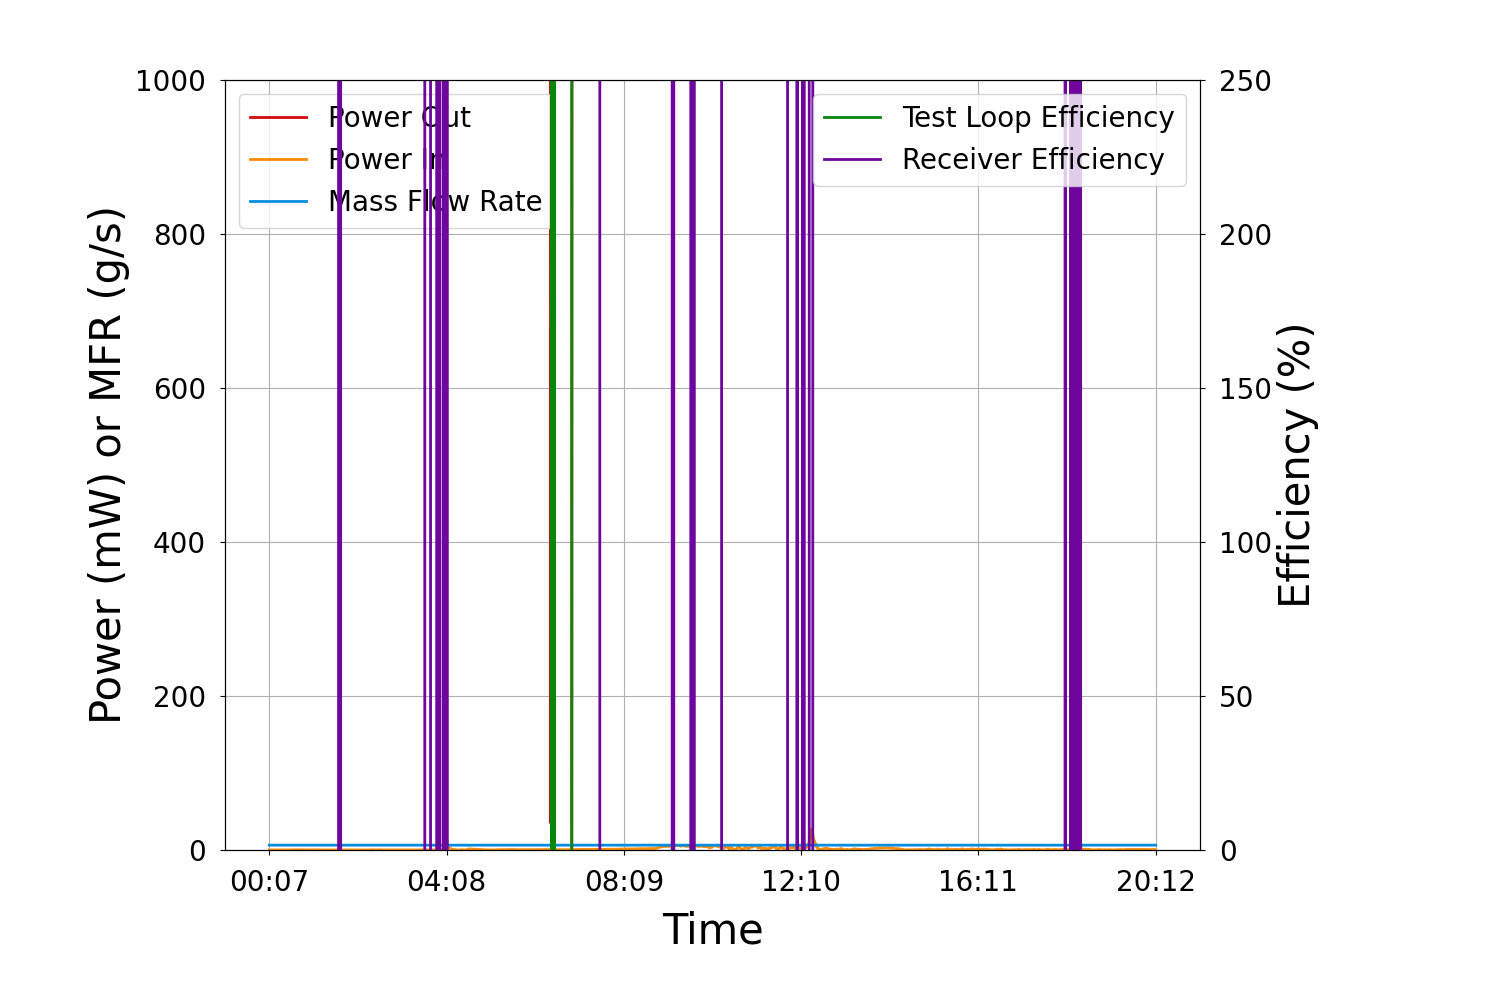 1000
800
600
400
200
0
Power (mW) or MFR (g/s)
Power Out
Power In
Mass Flow Rate
Test Loop Efficiency
Receiver Efficiency
250
200
150
100
50
0
Efficiency (%)
00:07 04:08 08:09 12:10 16:11 20:12
Time